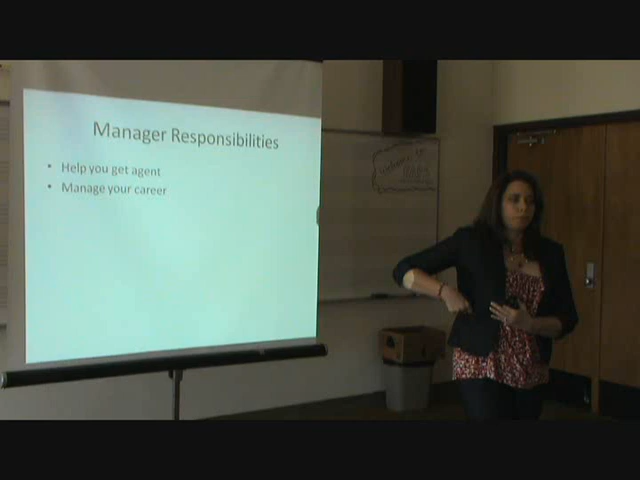 Manager Responsibilities
• Help you get agent
• Manage your career